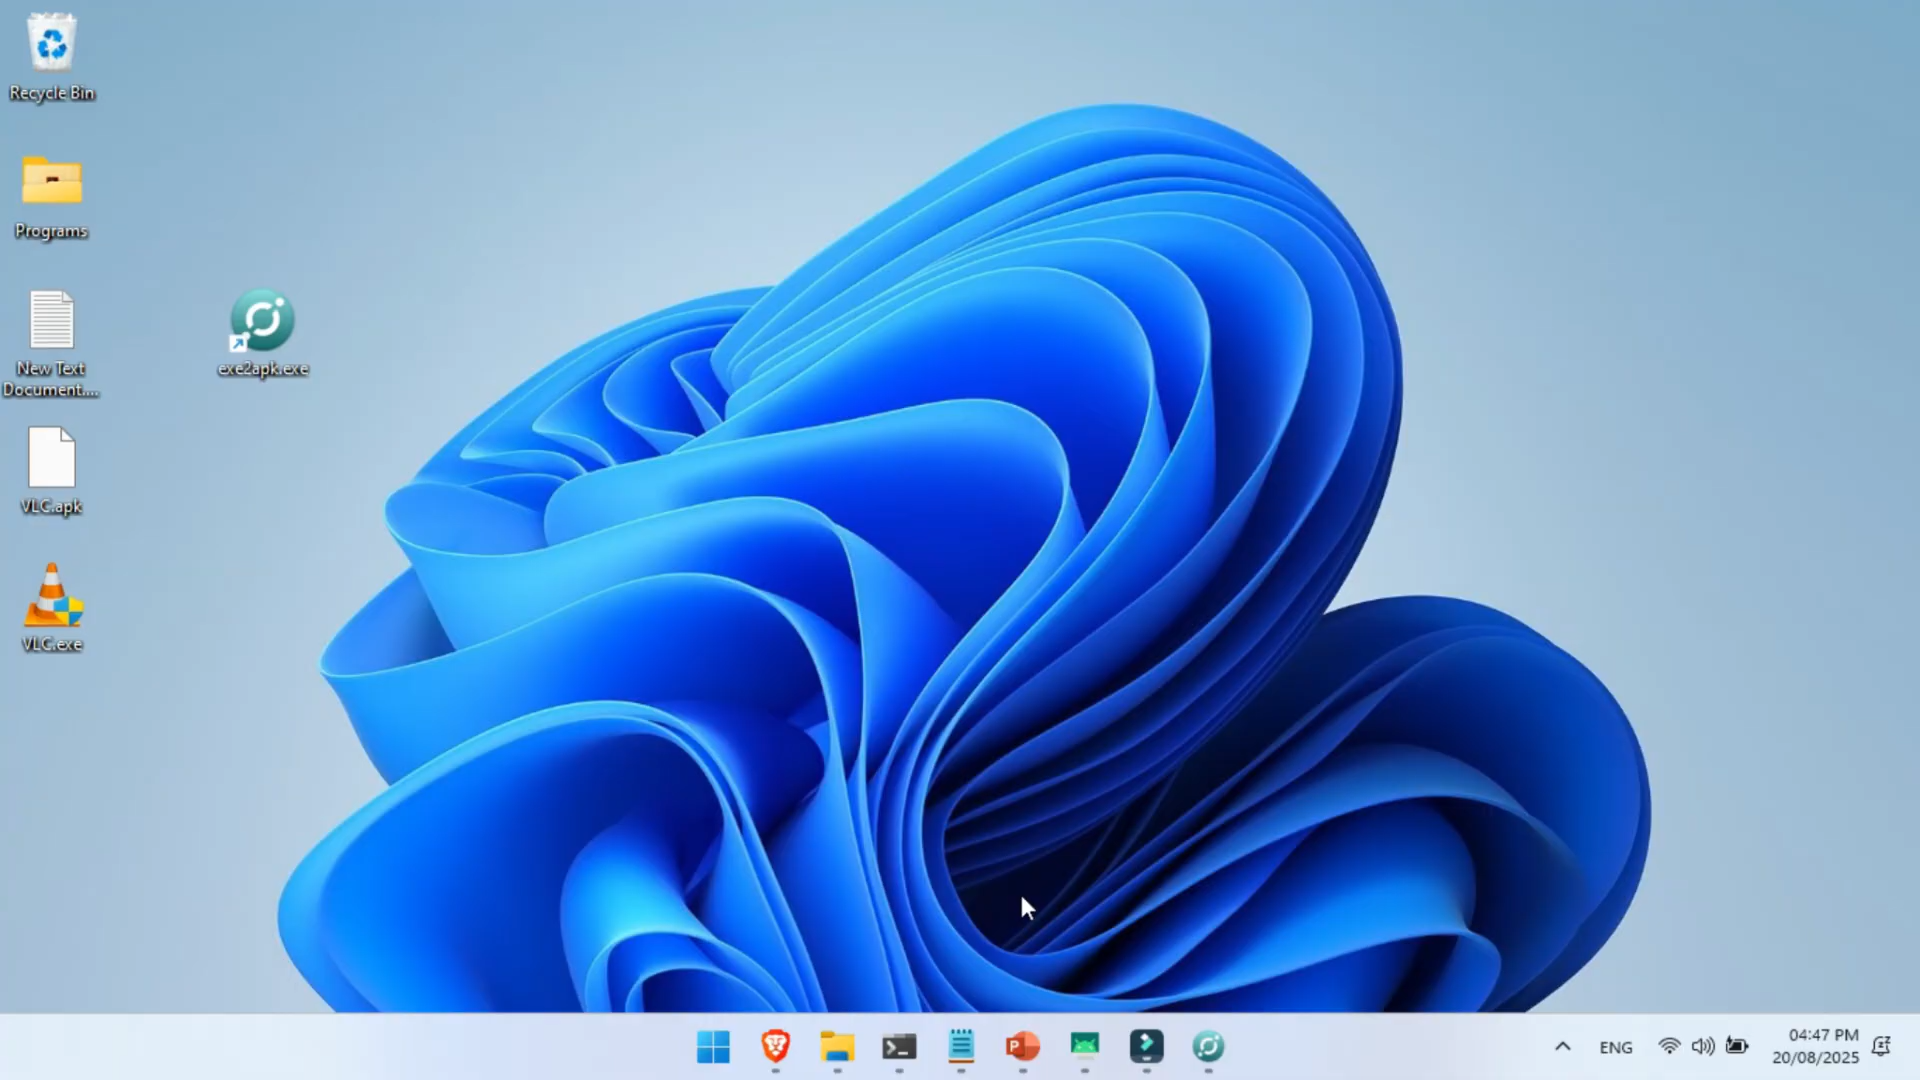 Recycle Bin
Programs
New Text
Document....
exe2apk.exe
VLC.apk
VLC.exe
P
ENG
04:47 PM
20/08/2025